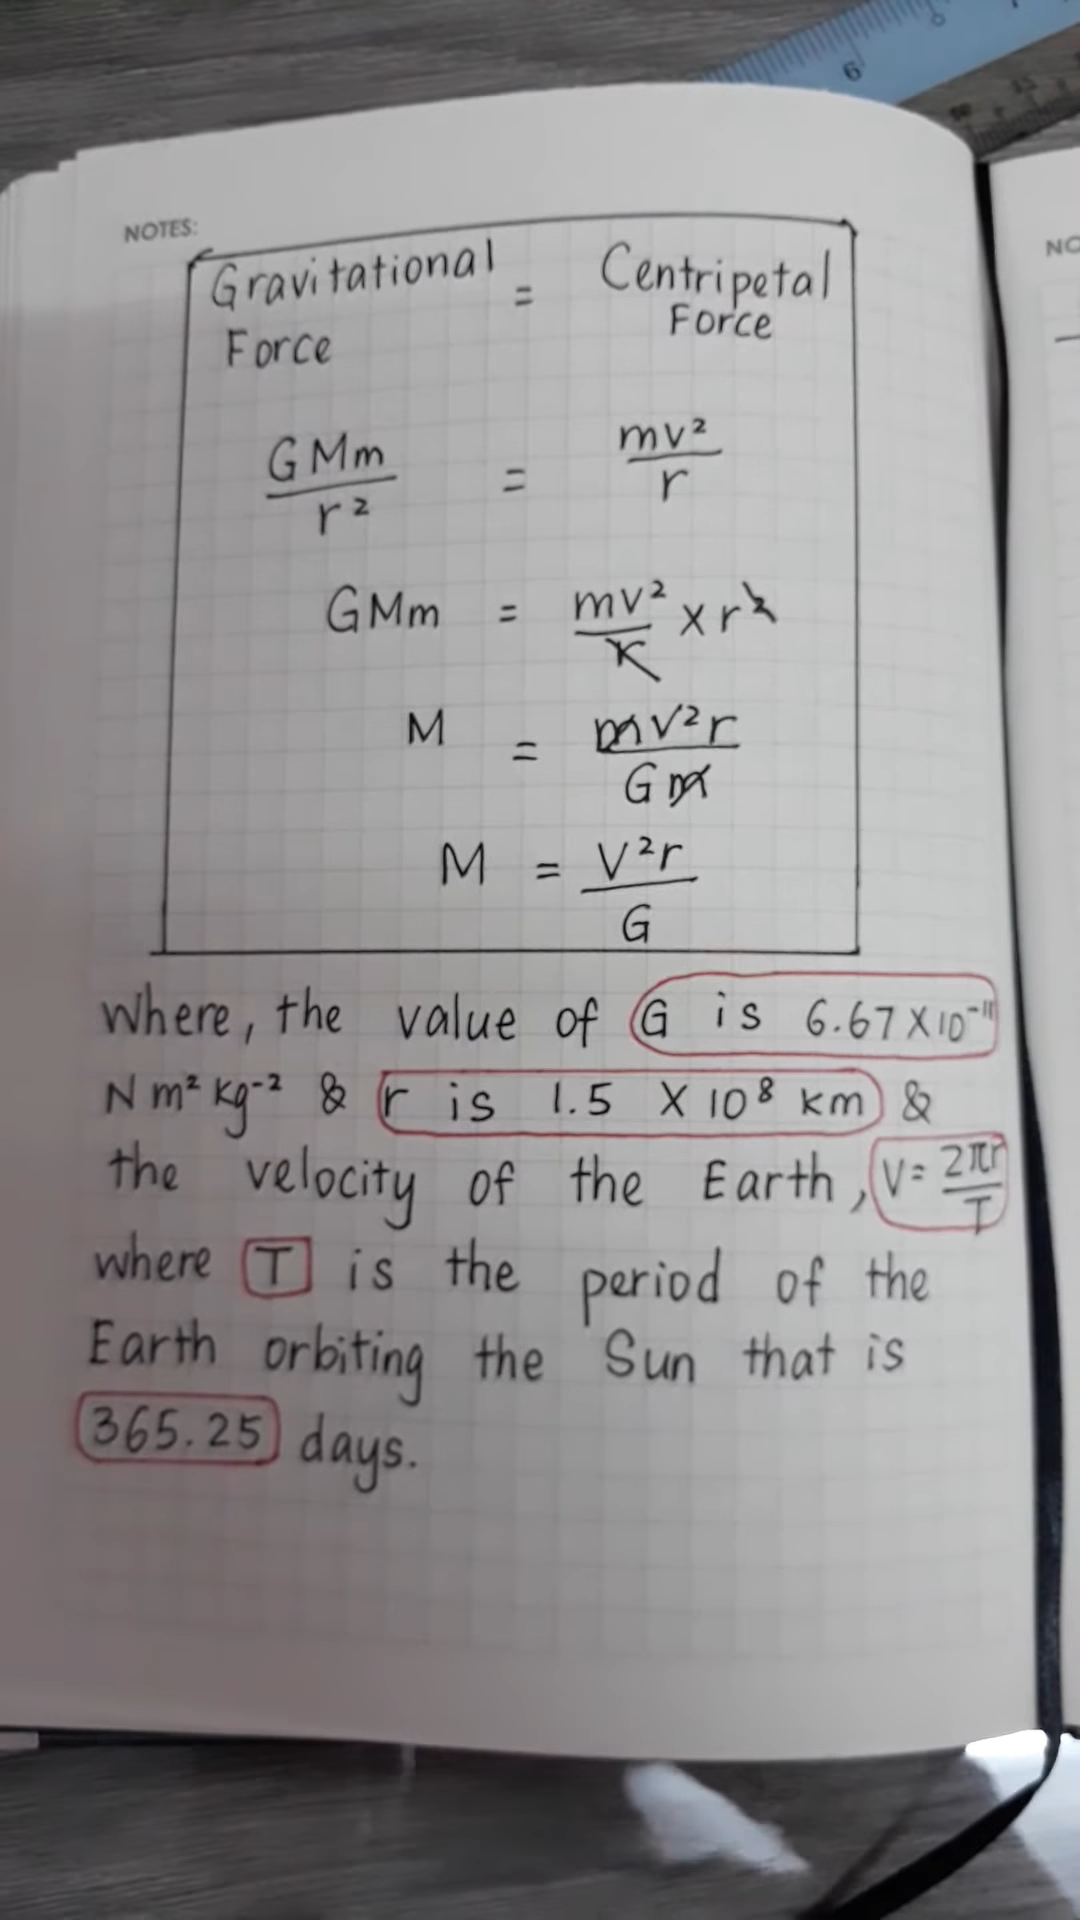 NOTES:
Gravitational Force = Centripetal Force
GMm/r² = mv²/r
GMm = mv²/r × r²
M = mv²r/Gm
M = V²r/G
where, the value of G is 6.67 X 10⁻¹¹
N m² kg⁻² & r is 1.5 X 10⁸ km &
the velocity of the Earth, V = 2πr/T
where T is the period of the
Earth orbiting the Sun that is
365.25 days.